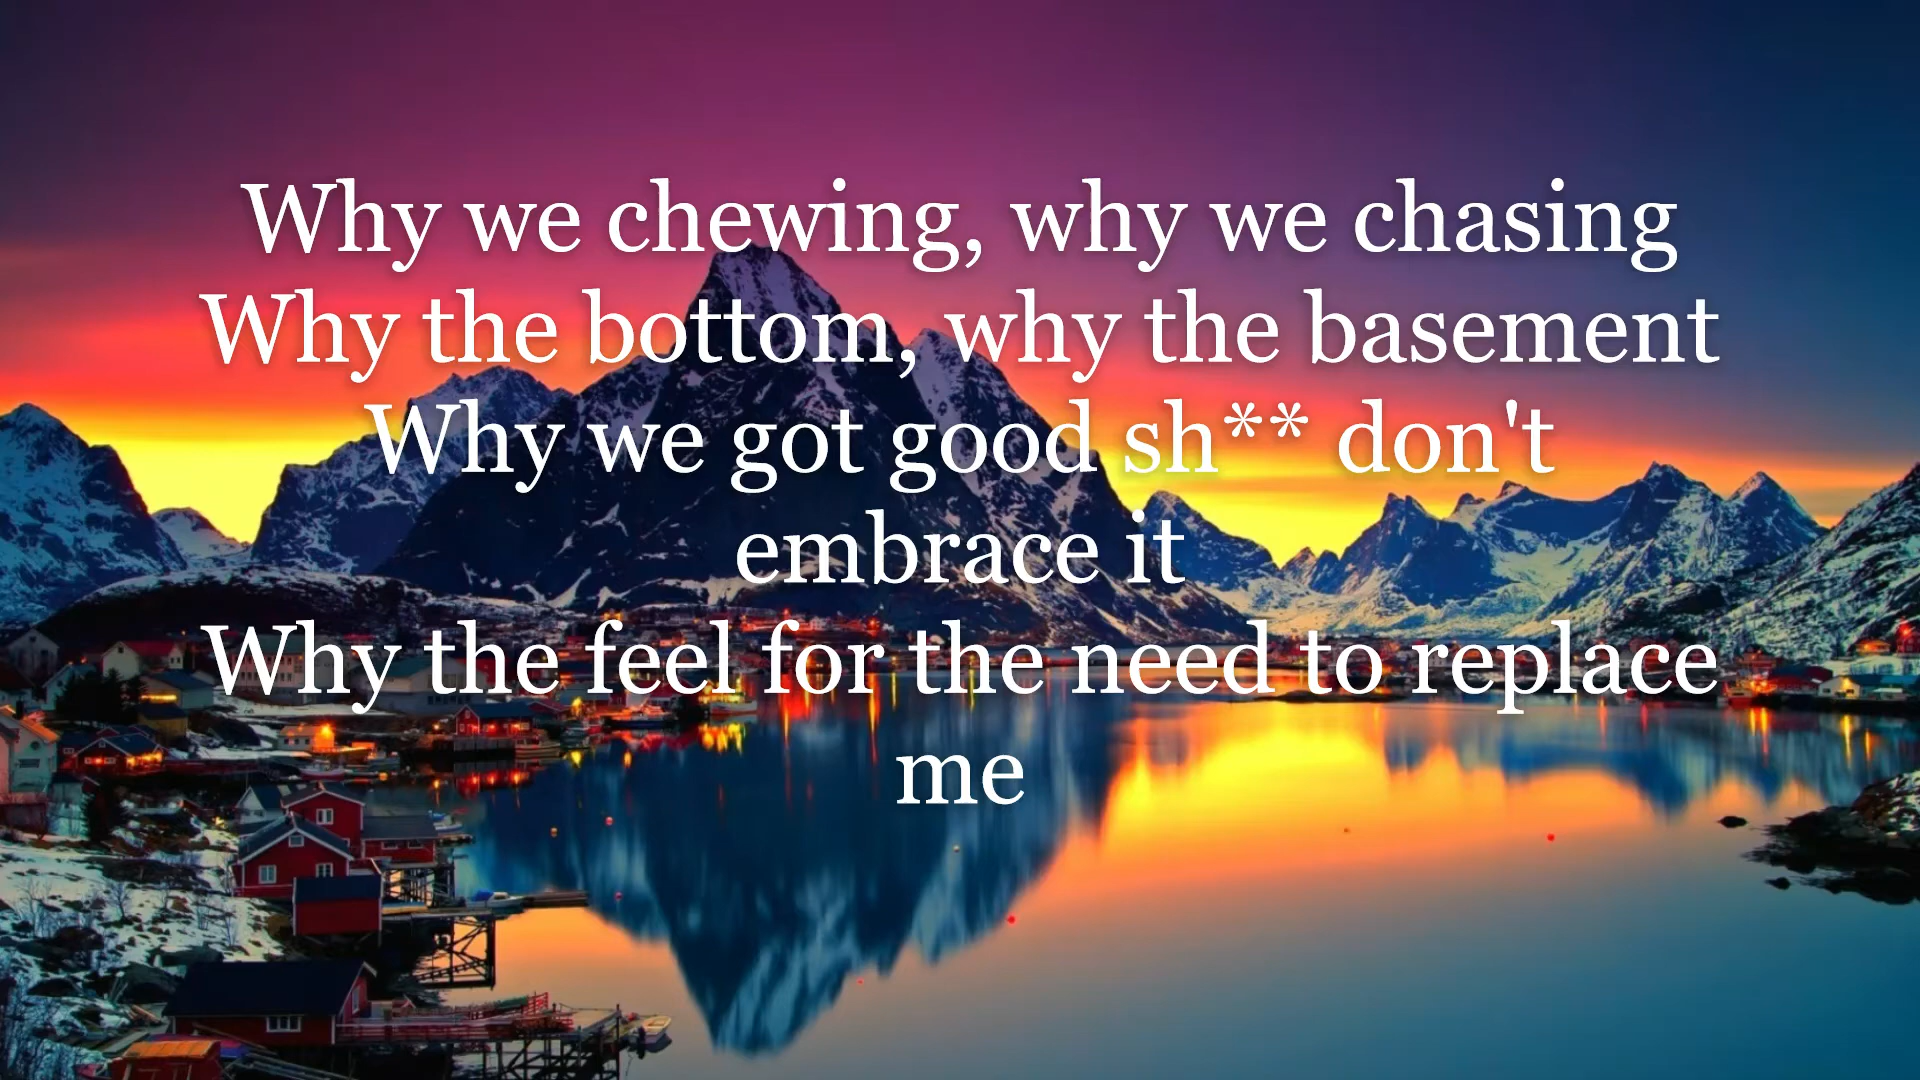 Why we chewing, why we chasing
Why the bottom, why the basement
Why we got good sh** don't
embrace it
Why the feel for the need to replace
me